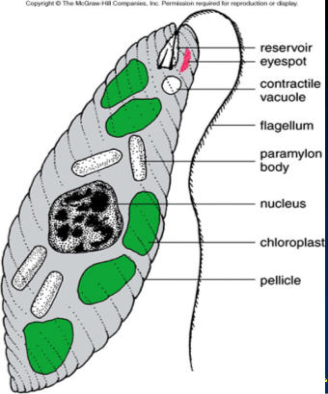 Copyright © The McGraw-Hill Companies, Inc. Permission required for reproduction or display.
reservoir
eyespot
contractile
vacuole
flagellum
paramylon
body
nucleus
chloroplast
pellicle